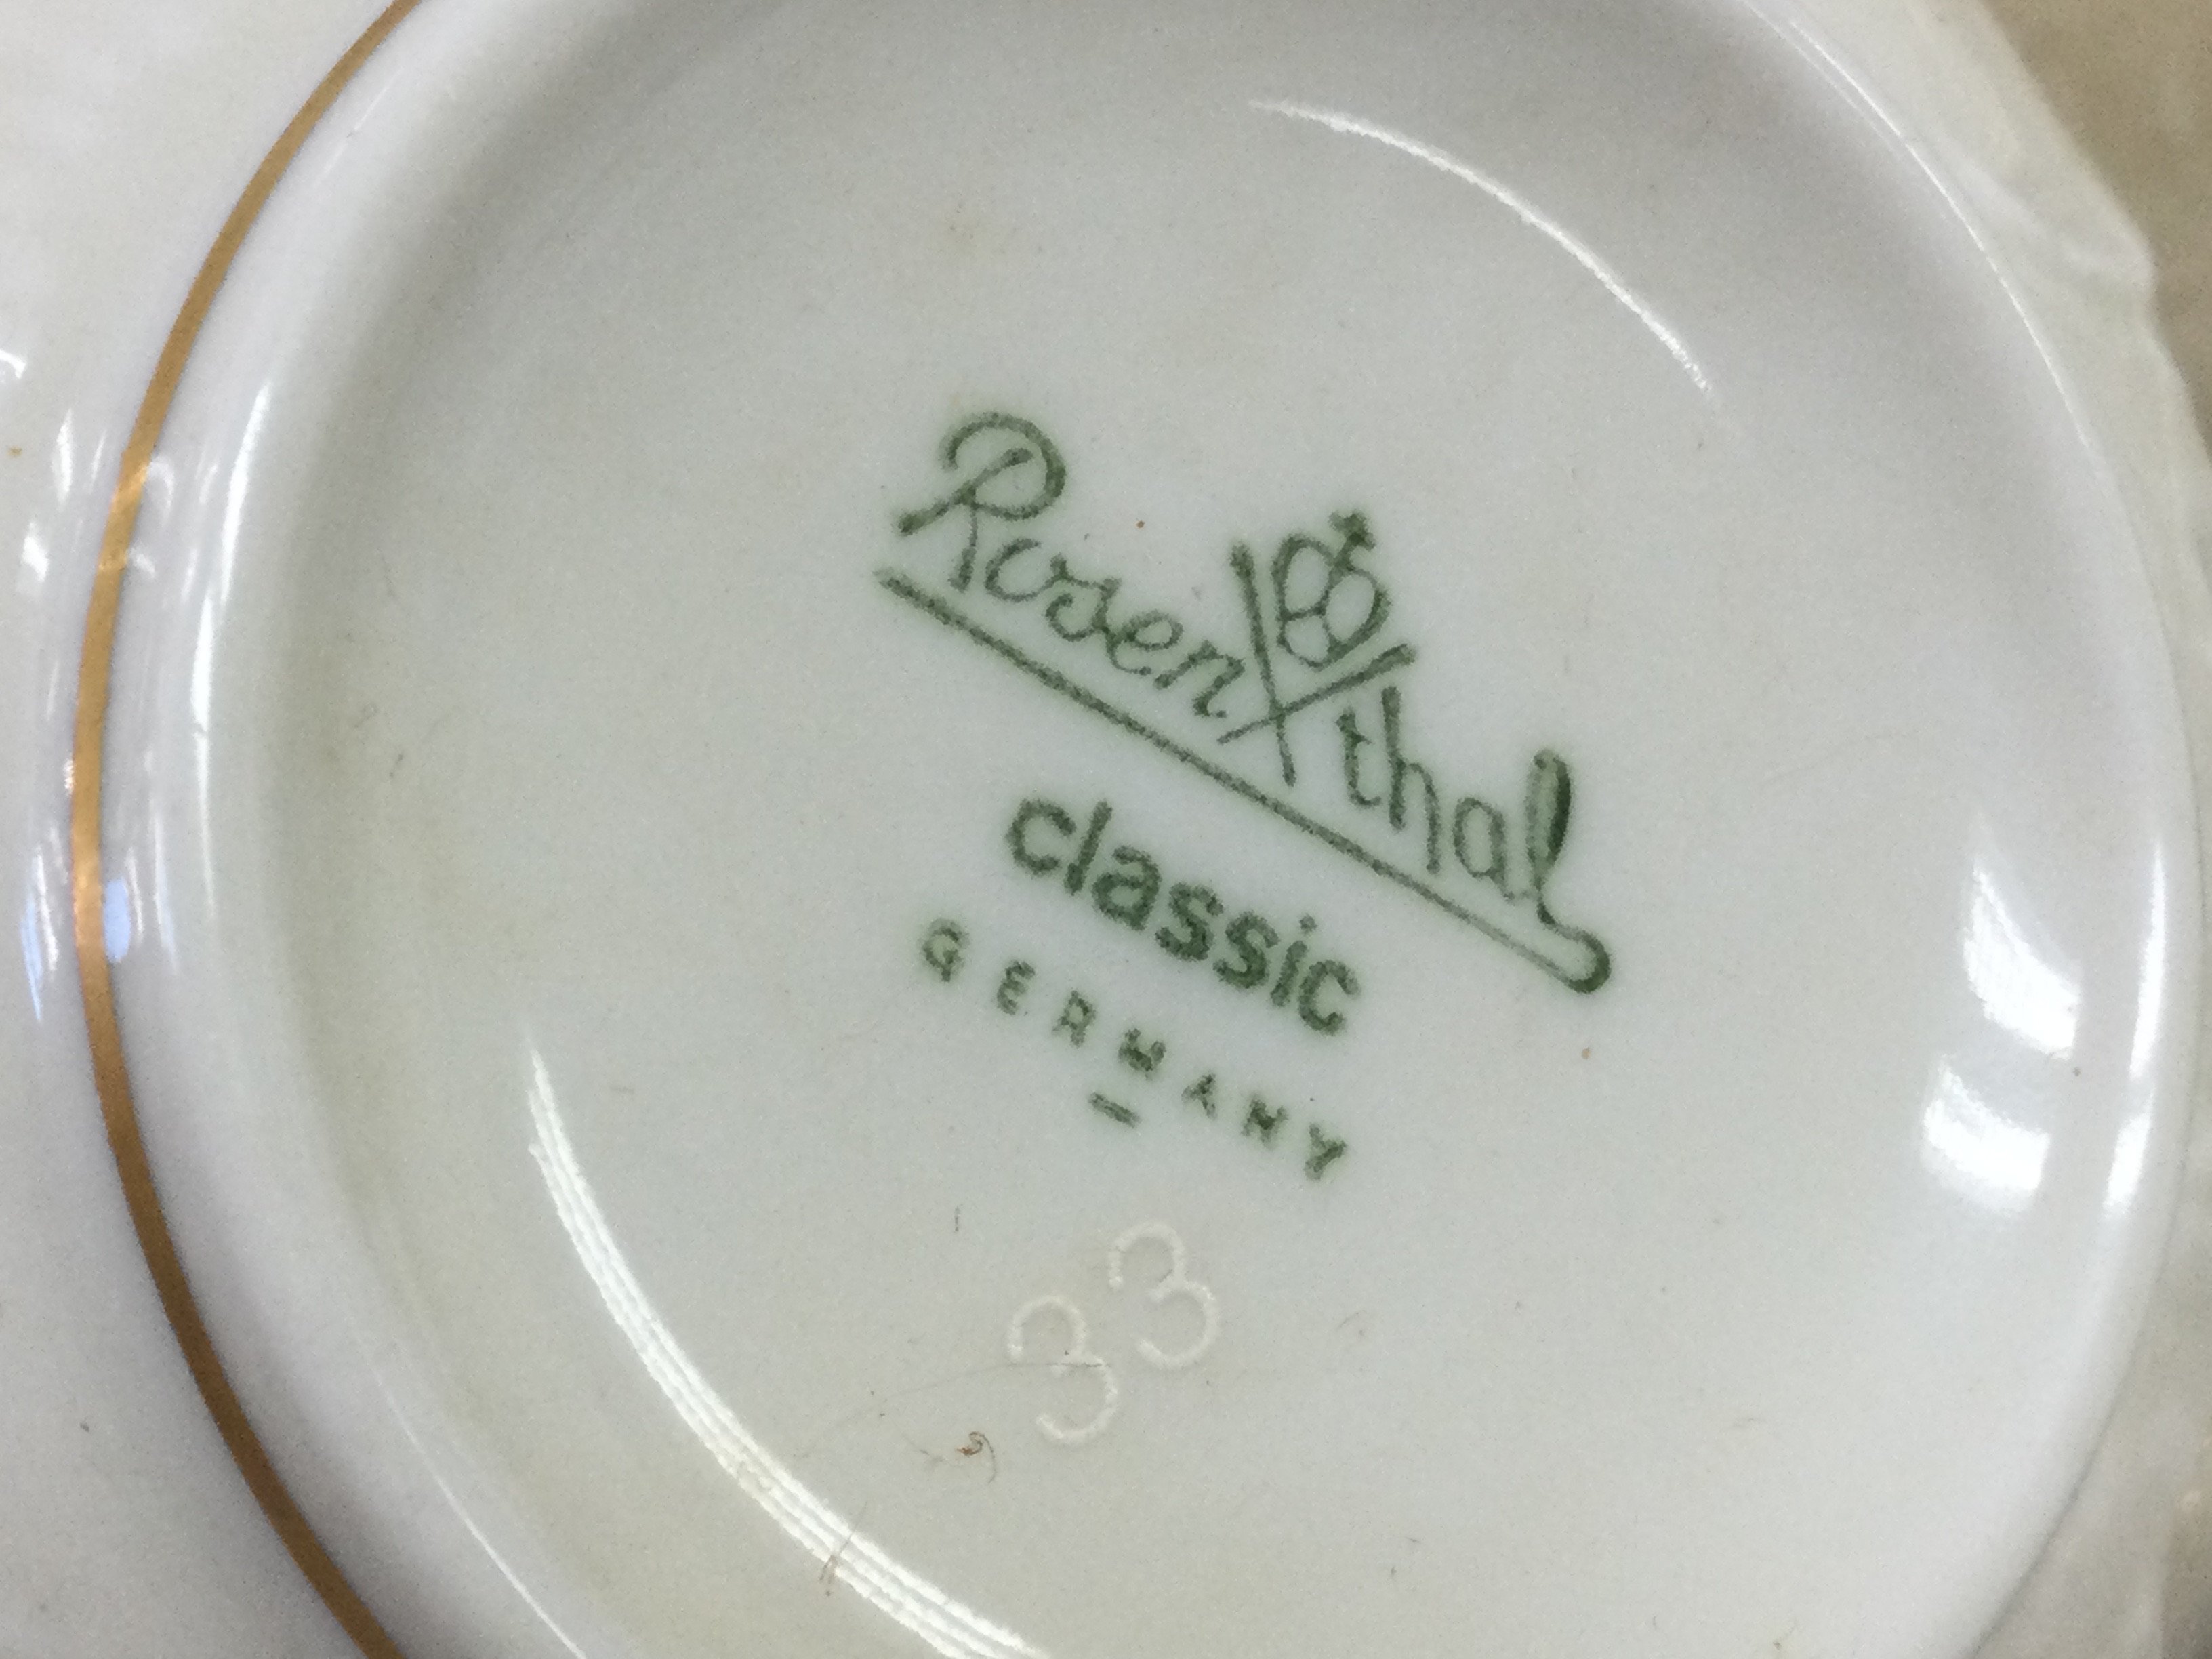 Rosenthal
classic
GERMANY
33